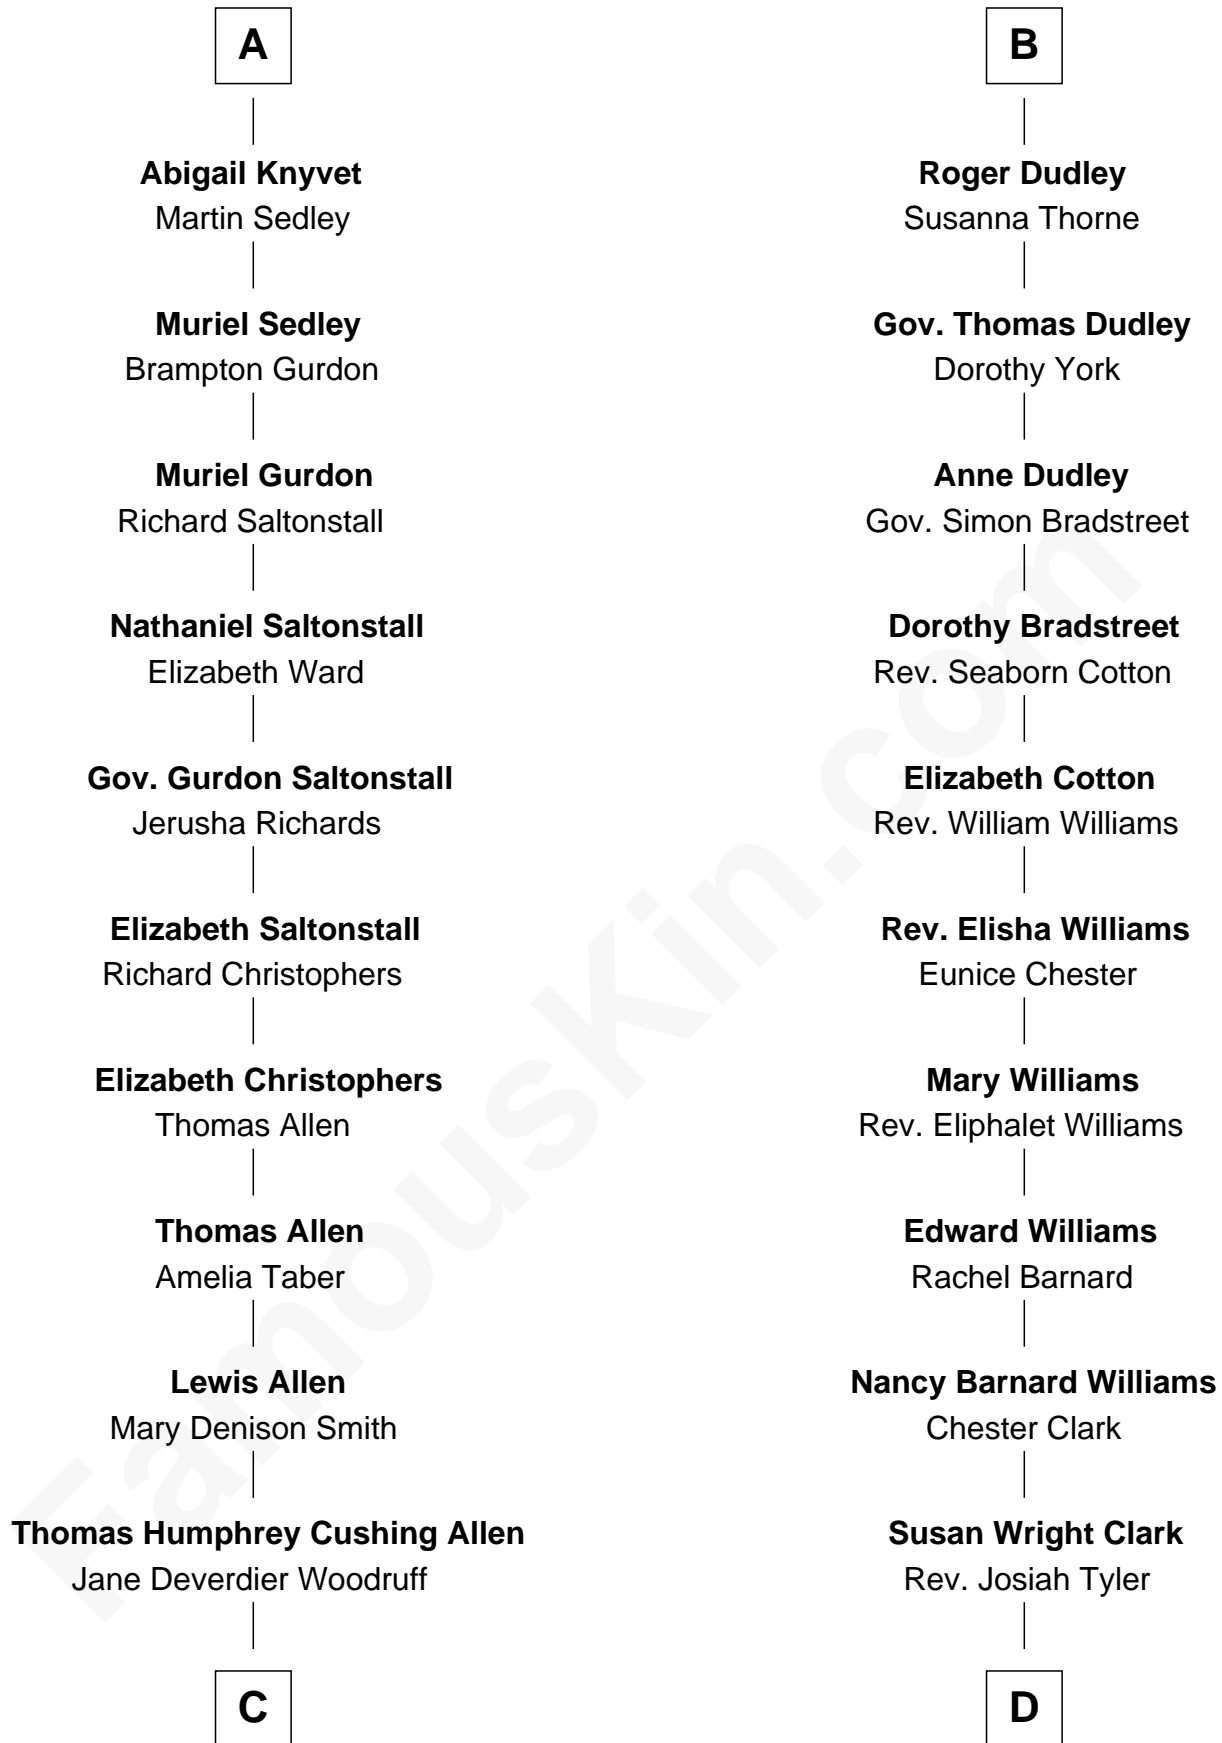 A
Abigail Knyvet
Martin Sedley
Muriel Sedley
Brampton Gurdon
Muriel Gurdon
Richard Saltonstall
Nathaniel Saltonstall
Elizabeth Ward
Gov. Gurdon Saltonstall
Jerusha Richards
Elizabeth Saltonstall
Richard Christophers
Elizabeth Christophers
Thomas Allen
Thomas Allen
Amelia Taber
Lewis Allen
Mary Denison Smith
Thomas Humphrey Cushing Allen
Jane Deverdier Woodruff
C
B
Roger Dudley
Susanna Thorne
Gov. Thomas Dudley
Dorothy York
Anne Dudley
Gov. Simon Bradstreet
Dorothy Bradstreet
Rev. Seaborn Cotton
Elizabeth Cotton
Rev. William Williams
Rev. Elisha Williams
Eunice Chester
Mary Williams
Rev. Eliphalet Williams
Edward Williams
Rachel Barnard
Nancy Barnard Williams
Chester Clark
Susan Wright Clark
Rev. Josiah Tyler
D
FamousKin.com